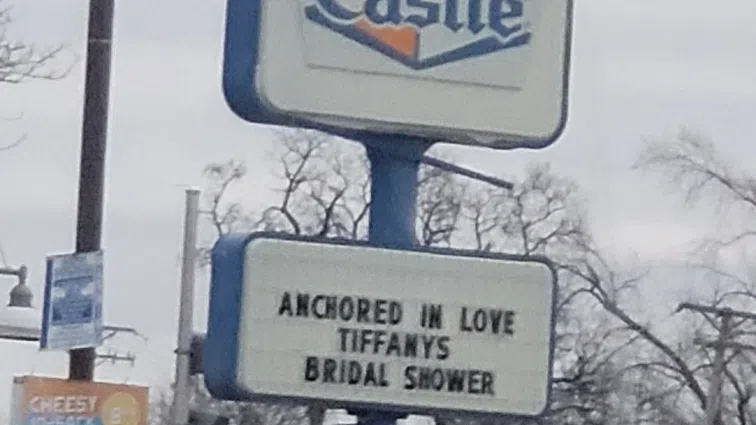 Castle
ANCHORED IN LOVE
TIFFANYS
BRIDAL SHOWER
CHEESY